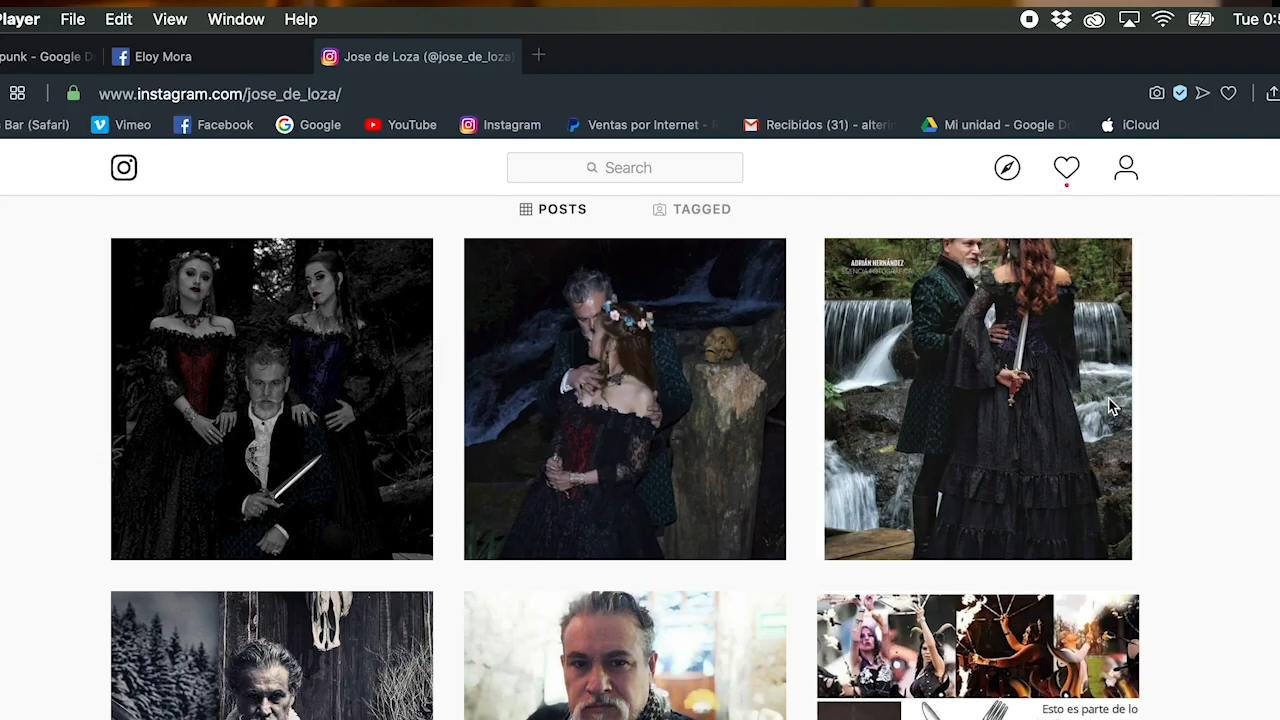 Player File Edit View Window Help Tue 0:5
punk - Google D Eloy Mora Jose de Loza (@jose_de_loza)
www.instagram.com/jose_de_loza/
s Bar (Safari) Vimeo Facebook Google YouTube Instagram Ventas por Internet - Recibidos (31) - alteri Mi unidad - Google Dr iCloud
Search
POSTS TAGGED
ADRIÁN HERNÁNDEZ
Esto es parte de lo